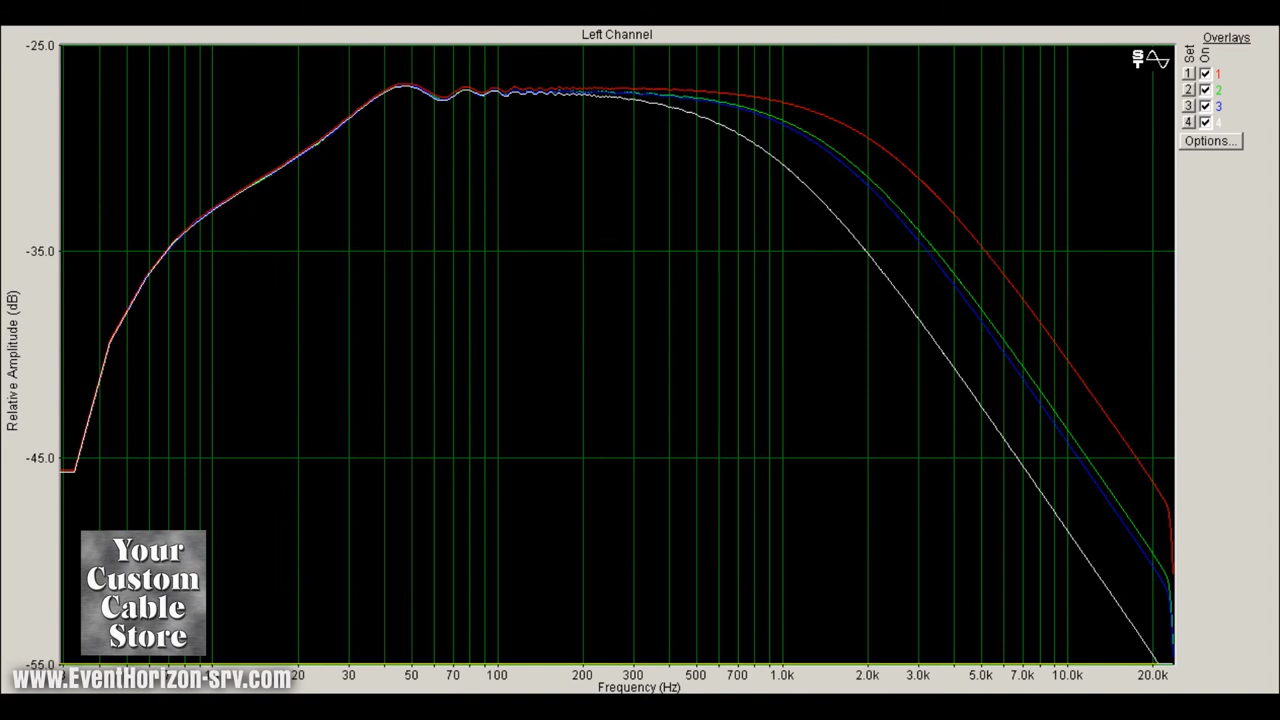 Left Channel
Overlays
Set
On
1 1
2 2
3 3
4 4
Options...
-25.0
-35.0
-45.0
-55.0
Relative Amplitude (dB)
10 20 30 50 70 100 200 300 500 700 1.0k 2.0k 3.0k 5.0k 7.0k 10.0k 20.0k
Frequency (Hz)
Your
Custom
Cable
Store
www.EventHorizon-srv.com